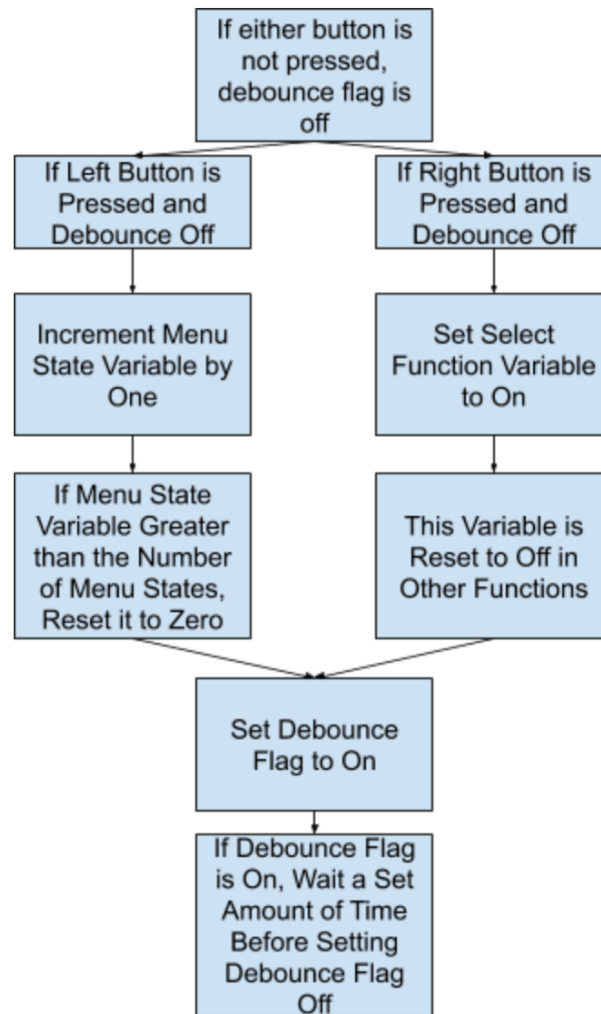 If either button is
not pressed,
debounce flag is
off
If Left Button is
Pressed and
Debounce Off
If Right Button is
Pressed and
Debounce Off
Increment Menu
State Variable by
One
Set Select
Function Variable
to On
If Menu State
Variable Greater
than the Number
of Menu States,
Reset it to Zero
This Variable is
Reset to Off in
Other Functions
Set Debounce
Flag to On
If Debounce Flag
is On, Wait a Set
Amount of Time
Before Setting
Debounce Flag
Off